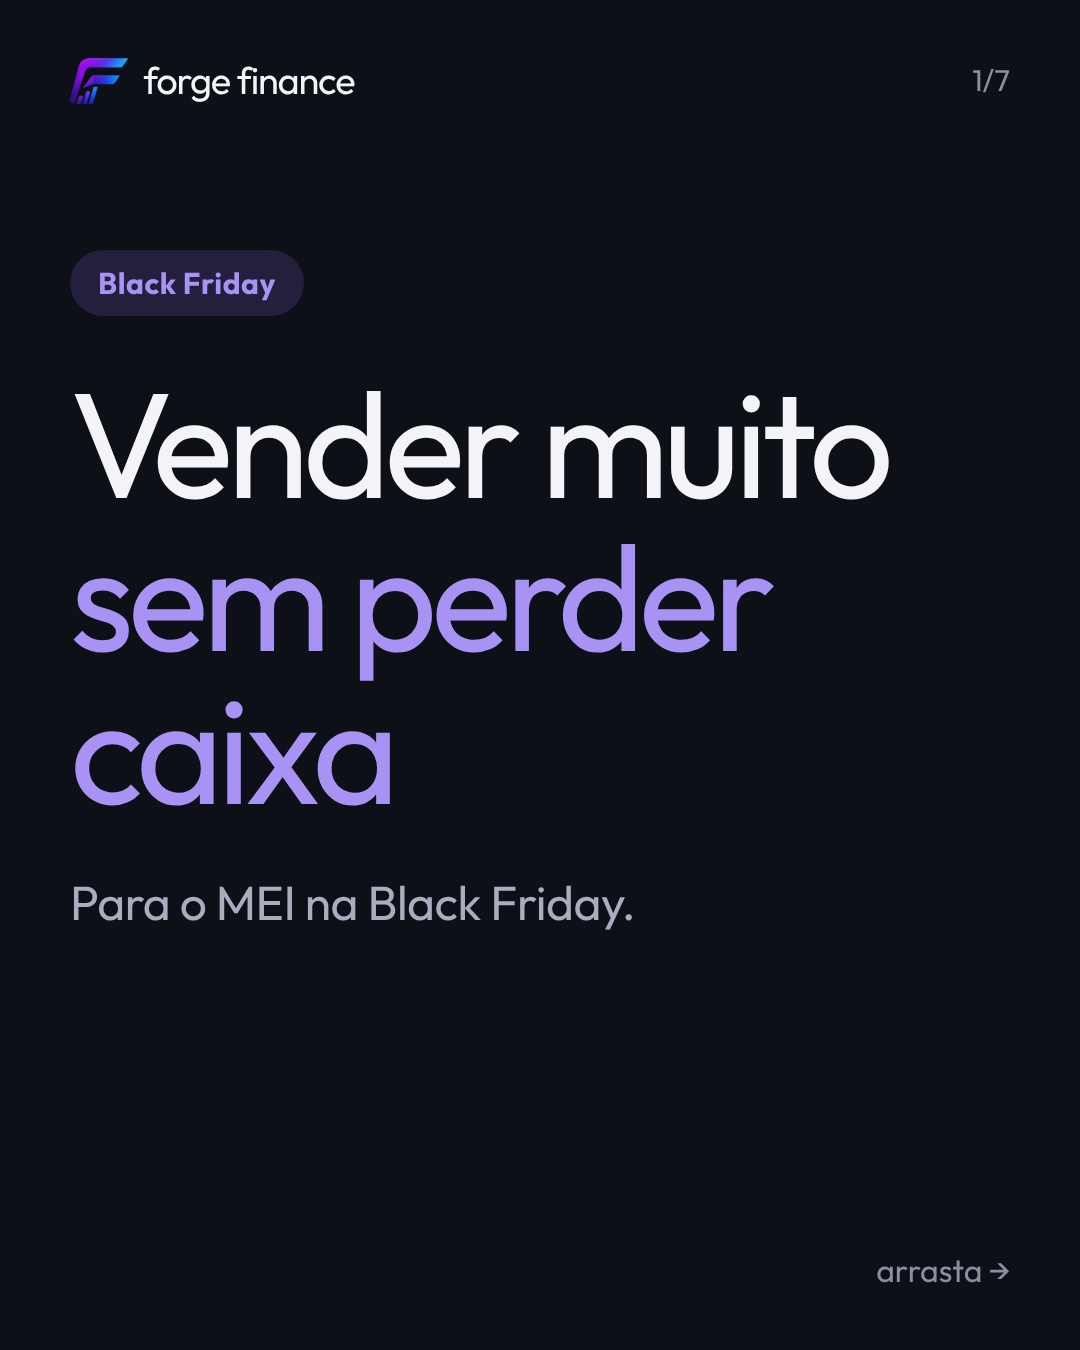 forge finance
1/7
Black Friday
Vender muito
sem perder
caixa
Para o MEI na Black Friday.
arrasta →